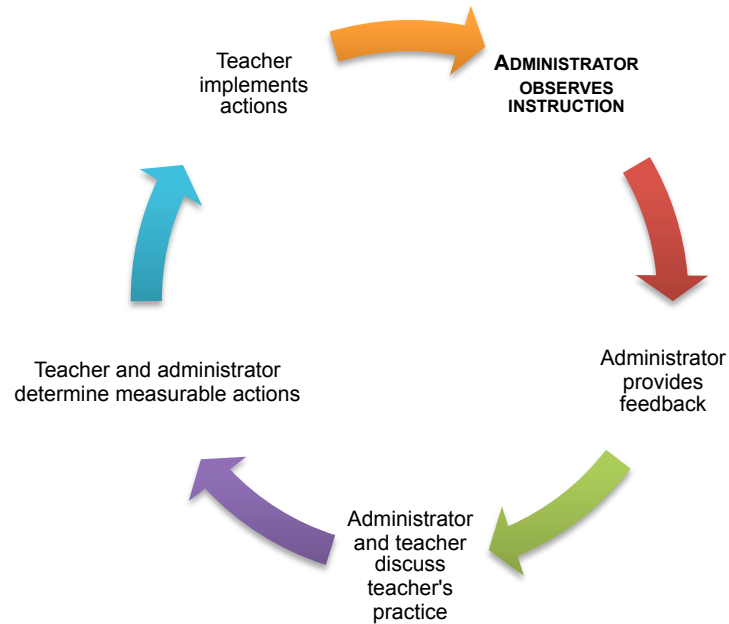 Teacher
implements
actions
ADMINISTRATOR
OBSERVES
INSTRUCTION
Administrator
provides
feedback
Administrator
and teacher
discuss
teacher's
practice
Teacher and administrator
determine measurable actions